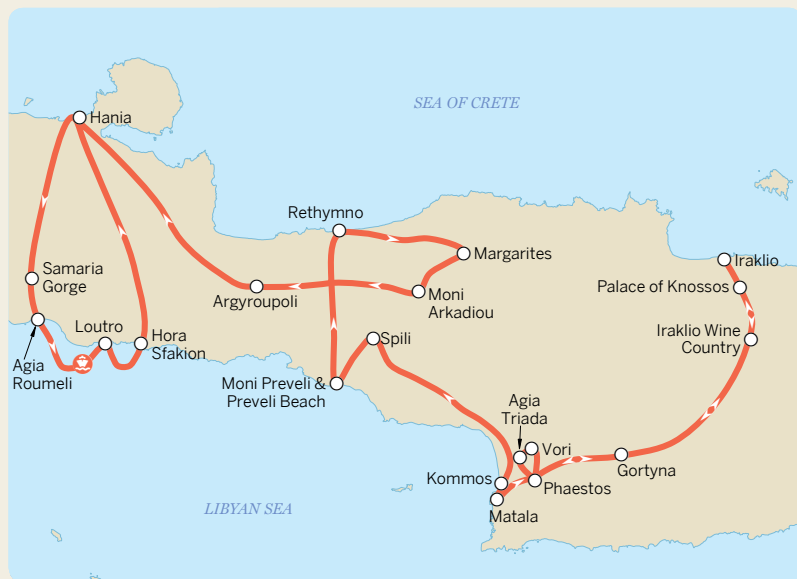 SEA OF CRETE
Hania
Rethymno
Margarites
Iraklio
Samaria
Gorge
Palace of Knossos
Argyroupoli
Moni
Arkadiou
Loutro
Hora
Sfakion
Iraklio Wine
Country
Spili
Agia
Roumeli
Moni Preveli &
Preveli Beach
Agia
Triada
Vori
Gortyna
Kommos
Phaestos
LIBYAN SEA
Matala